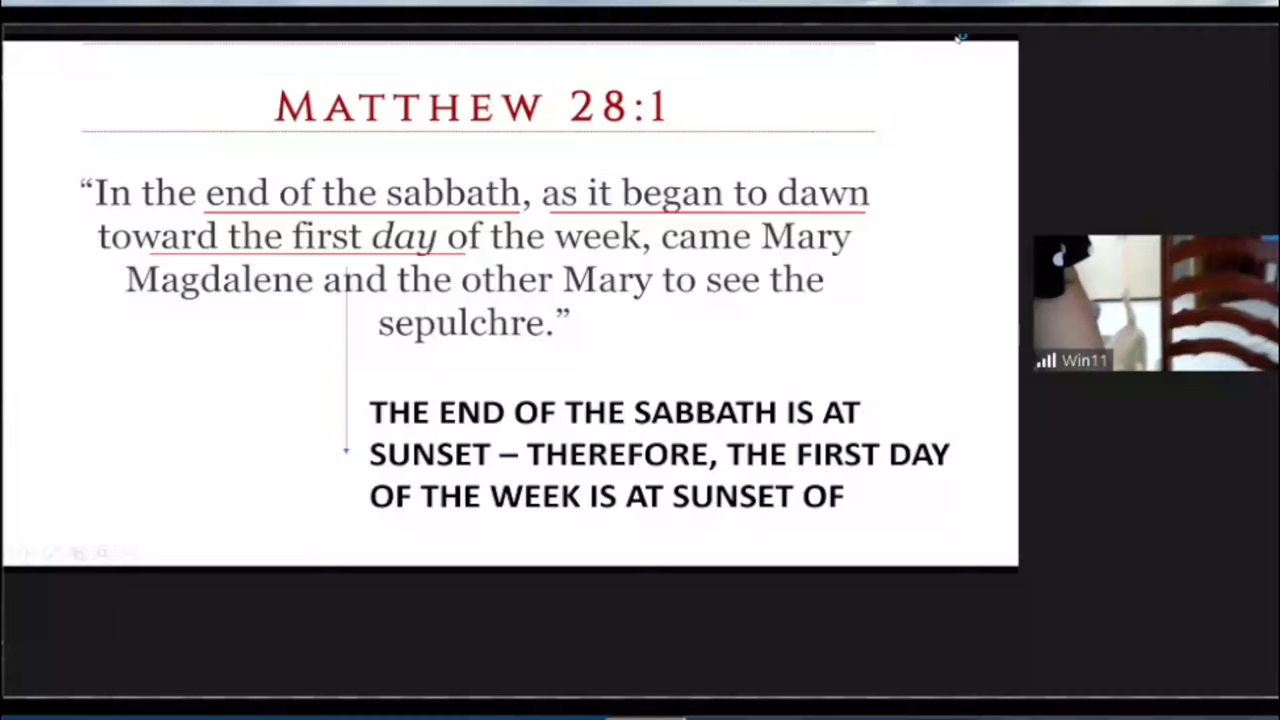 MATTHEW 28:1
“In the end of the sabbath, as it began to dawn
toward the first day of the week, came Mary
Magdalene and the other Mary to see the
sepulchre.”
THE END OF THE SABBATH IS AT
SUNSET – THEREFORE, THE FIRST DAY
OF THE WEEK IS AT SUNSET OF
Win11